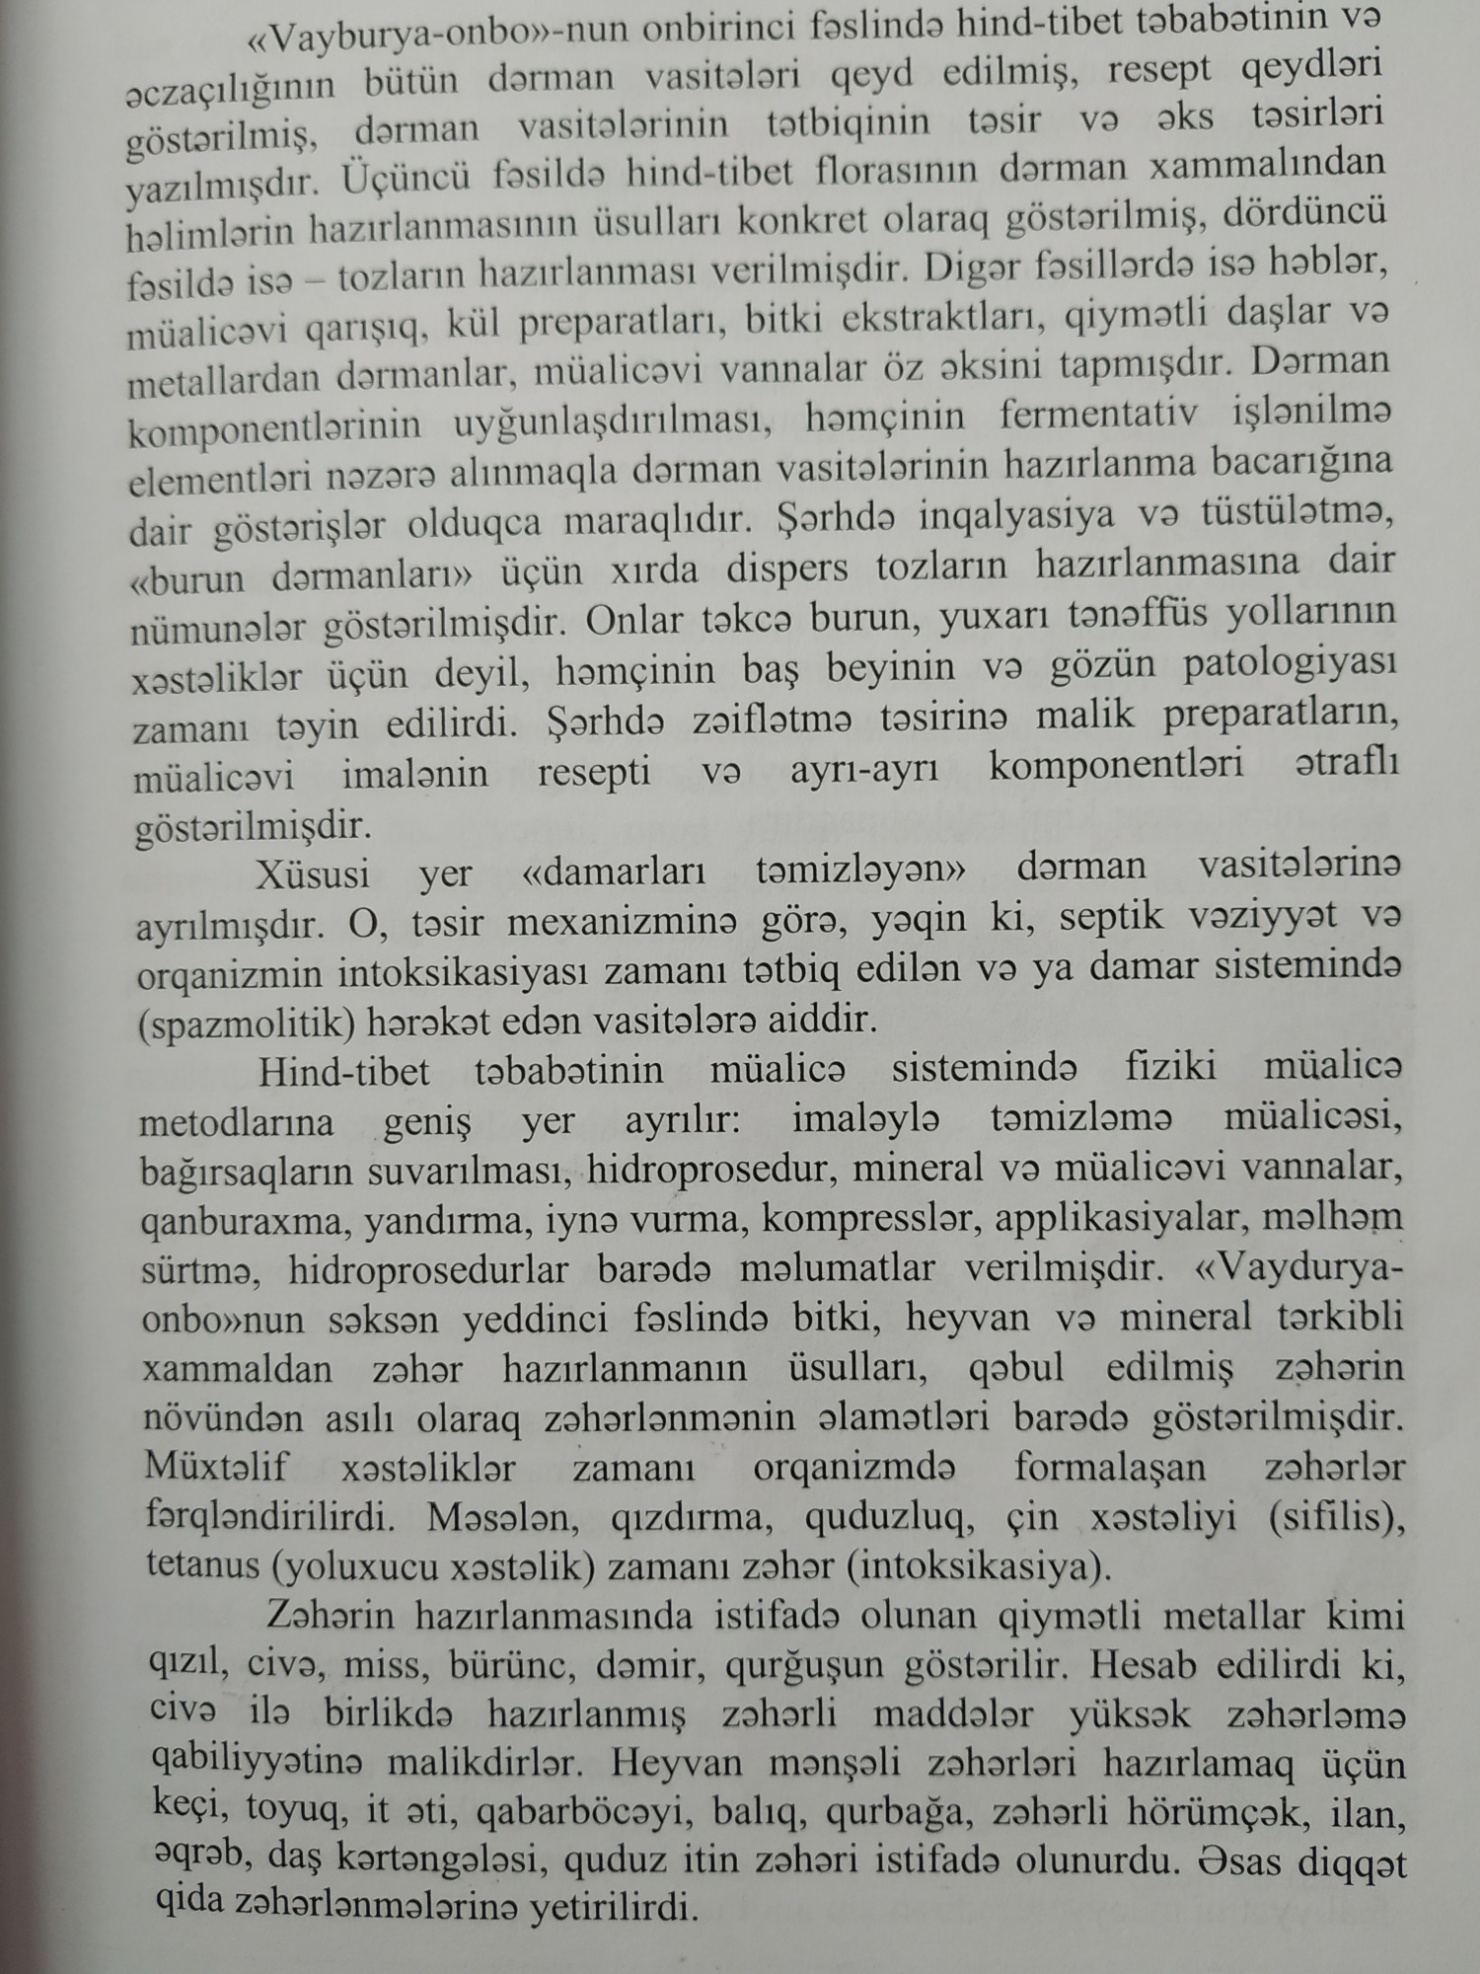 «Vayburya-onbo»-nun onbirinci fəslində hind-tibet təbabətinin və
əczaçılığının bütün dərman vasitələri qeyd edilmiş, resept qeydləri
göstərilmiş, dərman vasitələrinin tətbiqinin təsir və əks təsirləri
yazılmışdır. Üçüncü fəsildə hind-tibet florasının dərman xammalından
həlimlərin hazırlanmasının üsulları konkret olaraq göstərilmiş, dördüncü
fəsildə isə – tozların hazırlanması verilmişdir. Digər fəsillərdə isə həblər,
müalicəvi qarışıq, kül preparatları, bitki ekstraktları, qiymətli daşlar və
metallardan dərmanlar, müalicəvi vannalar öz əksini tapmışdır. Dərman
komponentlərinin uyğunlaşdırılması, həmçinin fermentativ işlənilmə
elementləri nəzərə alınmaqla dərman vasitələrinin hazırlanma bacarığına
dair göstərişlər olduqca maraqlıdır. Şərhdə inqalyasiya və tüstülətmə,
«burun dərmanları» üçün xırda dispers tozların hazırlanmasına dair
nümunələr göstərilmişdir. Onlar təkcə burun, yuxarı tənəffüs yollarının
xəstəliklər üçün deyil, həmçinin baş beyinin və gözün patologiyası
zamanı təyin edilirdi. Şərhdə zəiflətmə təsirinə malik preparatların,
müalicəvi imalənin resepti və ayrı-ayrı komponentləri ətraflı
göstərilmişdir.
Xüsusi yer «damarları təmizləyən» dərman vasitələrinə
ayrılmışdır. O, təsir mexanizminə görə, yəqin ki, septik vəziyyət və
orqanizmin intoksikasiyası zamanı tətbiq edilən və ya damar sistemində
(spazmolitik) hərəkət edən vasitələrə aiddir.
Hind-tibet təbabətinin müalicə sistemində fiziki müalicə
metodlarına geniş yer ayrılır: imaləylə təmizləmə müalicəsi,
bağırsaqların suvarılması, hidroprosedur, mineral və müalicəvi vannalar,
qanburaxma, yandırma, iynə vurma, kompresslər, applikasiyalar, məlhəm
sürtmə, hidroprosedurlar barədə məlumatlar verilmişdir. «Vaydurya-
onbo»nun səksən yeddinci fəslində bitki, heyvan və mineral tərkibli
xammaldan zəhər hazırlanmanın üsulları, qəbul edilmiş zəhərin
növündən asılı olaraq zəhərlənmənin əlamətləri barədə göstərilmişdir.
Müxtəlif xəstəliklər zamanı orqanizmdə formalaşan zəhərlər
fərqləndirilirdi. Məsələn, qızdırma, quduzluq, çin xəstəliyi (sifilis),
tetanus (yoluxucu xəstəlik) zamanı zəhər (intoksikasiya).
Zəhərin hazırlanmasında istifadə olunan qiymətli metallar kimi
qızıl, civə, miss, bürünc, dəmir, qurğuşun göstərilir. Hesab edilirdi ki,
civə ilə birlikdə hazırlanmış zəhərli maddələr yüksək zəhərləmə
qabiliyyətinə malikdirlər. Heyvan mənşəli zəhərləri hazırlamaq üçün
keçi, toyuq, it əti, qabarböcəyi, balıq, qurbağa, zəhərli hörümçək, ilan,
əqrəb, daş kərtəngələsi, quduz itin zəhəri istifadə olunurdu. Əsas diqqət
qida zəhərlənmələrinə yetirilirdi.